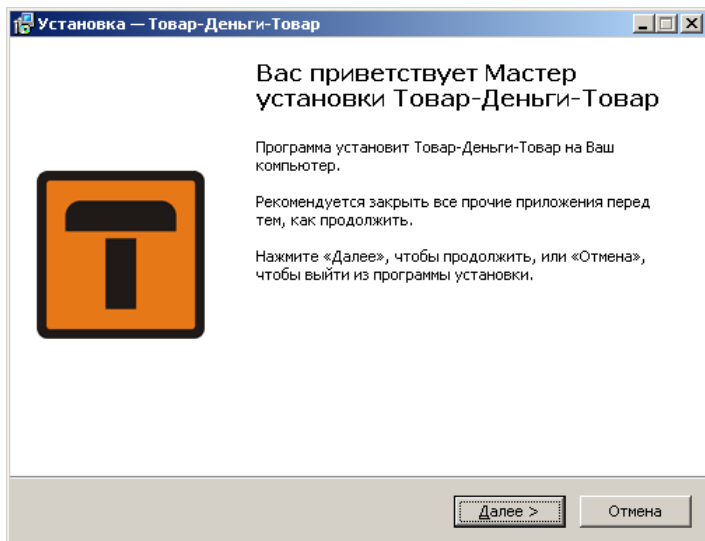 Установка — Товар-Деньги-Товар
Вас приветствует Мастер
установки Товар-Деньги-Товар
Программа установит Товар-Деньги-Товар на Ваш
компьютер.
Рекомендуется закрыть все прочие приложения перед
тем, как продолжить.
Нажмите «Далее», чтобы продолжить, или «Отмена»,
чтобы выйти из программы установки.
Далее >
Отмена